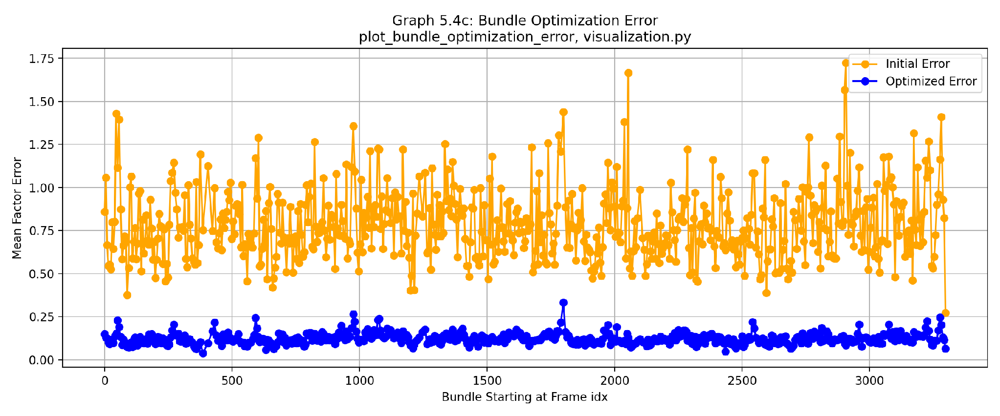 Graph 5.4c: Bundle Optimization Error
plot_bundle_optimization_error, visualization.py
1.75
1.50
1.25
1.00
0.75
0.50
0.25
0.00
Mean Factor Error
Initial Error
Optimized Error
0 500 1000 1500 2000 2500 3000
Bundle Starting at Frame idx